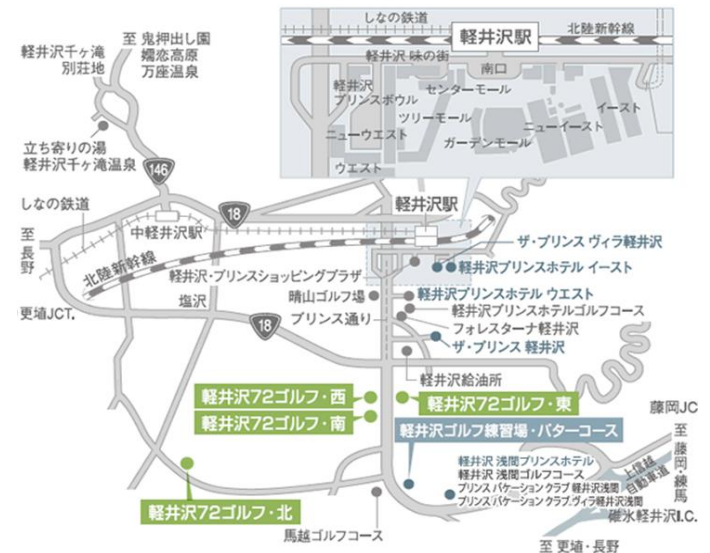 しなの鉄道
軽井沢駅
北陸新幹線
軽井沢 味の街
南口
軽井沢
プリンスボウル
センターモール
ツリーモール
ニューウエスト
ガーデンモール
ニューイースト
イースト
ウエスト
至 鬼押出し園
嬬恋高原
万座温泉
軽井沢千ヶ滝
別荘地
立ち寄りの湯
軽井沢千ヶ滝温泉
146
しなの鉄道
18
中軽井沢駅
軽井沢駅
至
長
野
北陸新幹線
ザ・プリンス ヴィラ軽井沢
軽井沢プリンスホテル イースト
軽井沢・プリンスショッピングプラザ
塩沢
晴山ゴルフ場
軽井沢プリンスホテル ウエスト
軽井沢プリンスホテルゴルフコース
プリンス通り
フォレスターナ軽井沢
ザ・プリンス 軽井沢
更埴JCT.
18
軽井沢給油所
軽井沢72ゴルフ・西
軽井沢72ゴルフ・東
軽井沢72ゴルフ・南
軽井沢ゴルフ練習場・パターコース
藤岡JC
至
藤
岡
・
練
馬
軽井沢 浅間プリンスホテル
軽井沢 浅間ゴルフコース
プリンス バケーション クラブ 軽井沢浅間
プリンス バケーション クラブ ヴィラ軽井沢浅間
上信越
自動車道
碓氷軽井沢I.C.
軽井沢72ゴルフ・北
馬越ゴルフコース
至 更埴・長野